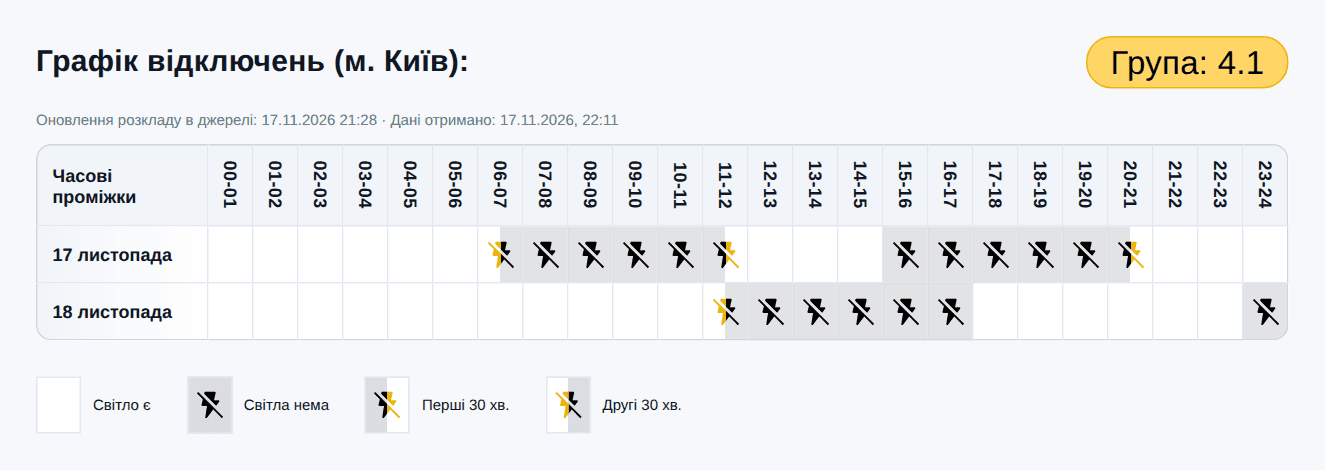 Графік відключень (м. Київ):
Група: 4.1
Оновлення розкладу в джерелі: 17.11.2026 21:28 · Дані отримано: 17.11.2026, 22:11
Часові
проміжки
00-01
01-02
02-03
03-04
04-05
05-06
06-07
07-08
08-09
09-10
10-11
11-12
12-13
13-14
14-15
15-16
16-17
17-18
18-19
19-20
20-21
21-22
22-23
23-24
17 листопада
18 листопада
Світло є
Світла нема
Перші 30 хв.
Другі 30 хв.